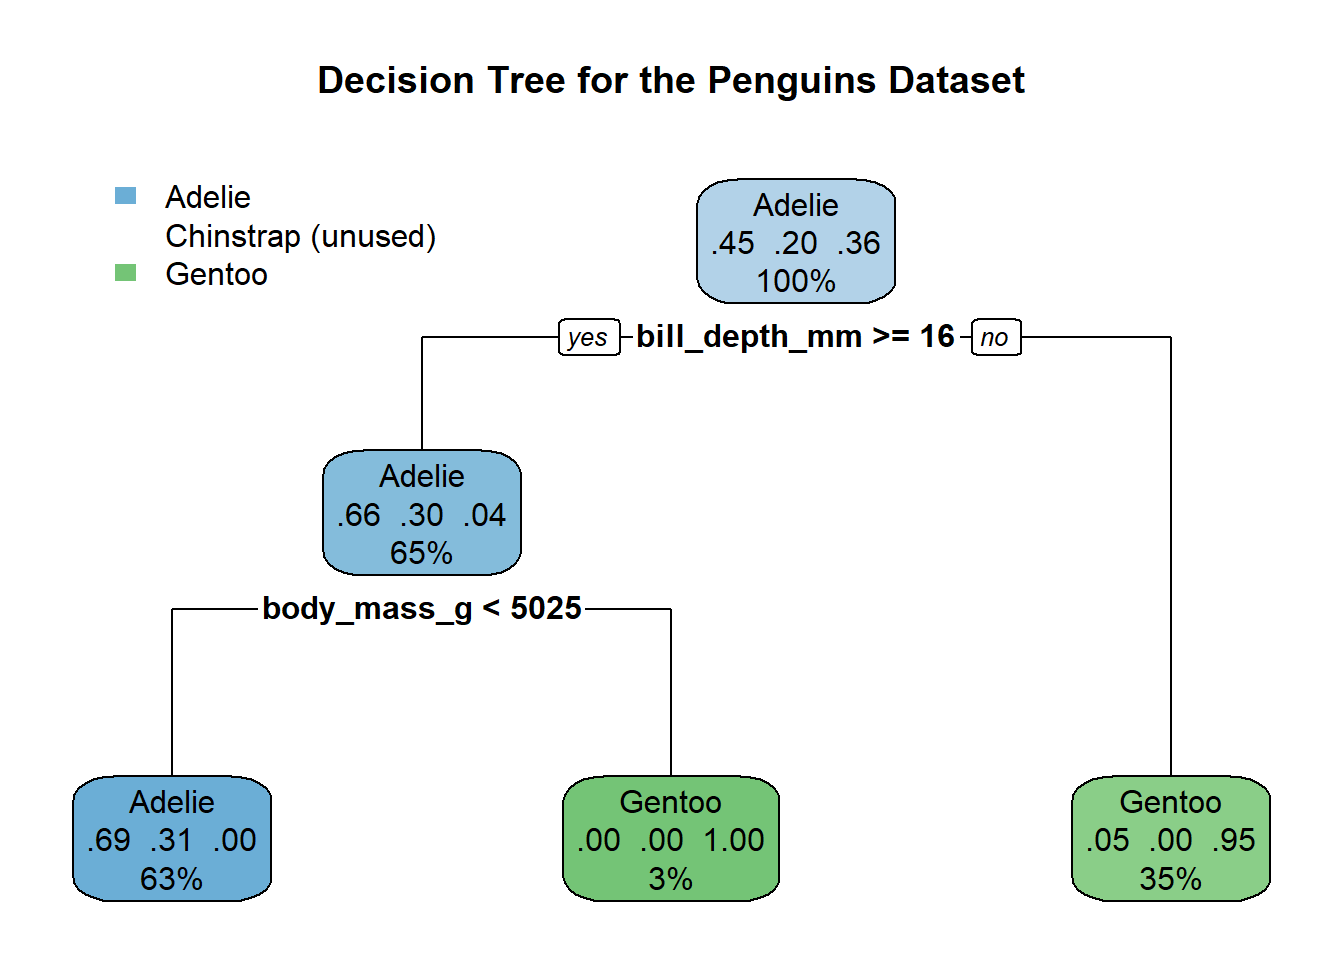 Decision Tree for the Penguins Dataset
Adelie
Chinstrap (unused)
Gentoo
Adelie
.45 .20 .36
100%
yes bill_depth_mm >= 16 no
Adelie
.66 .30 .04
65%
body_mass_g < 5025
Adelie
.69 .31 .00
63%
Gentoo
.00 .00 1.00
3%
Gentoo
.05 .00 .95
35%